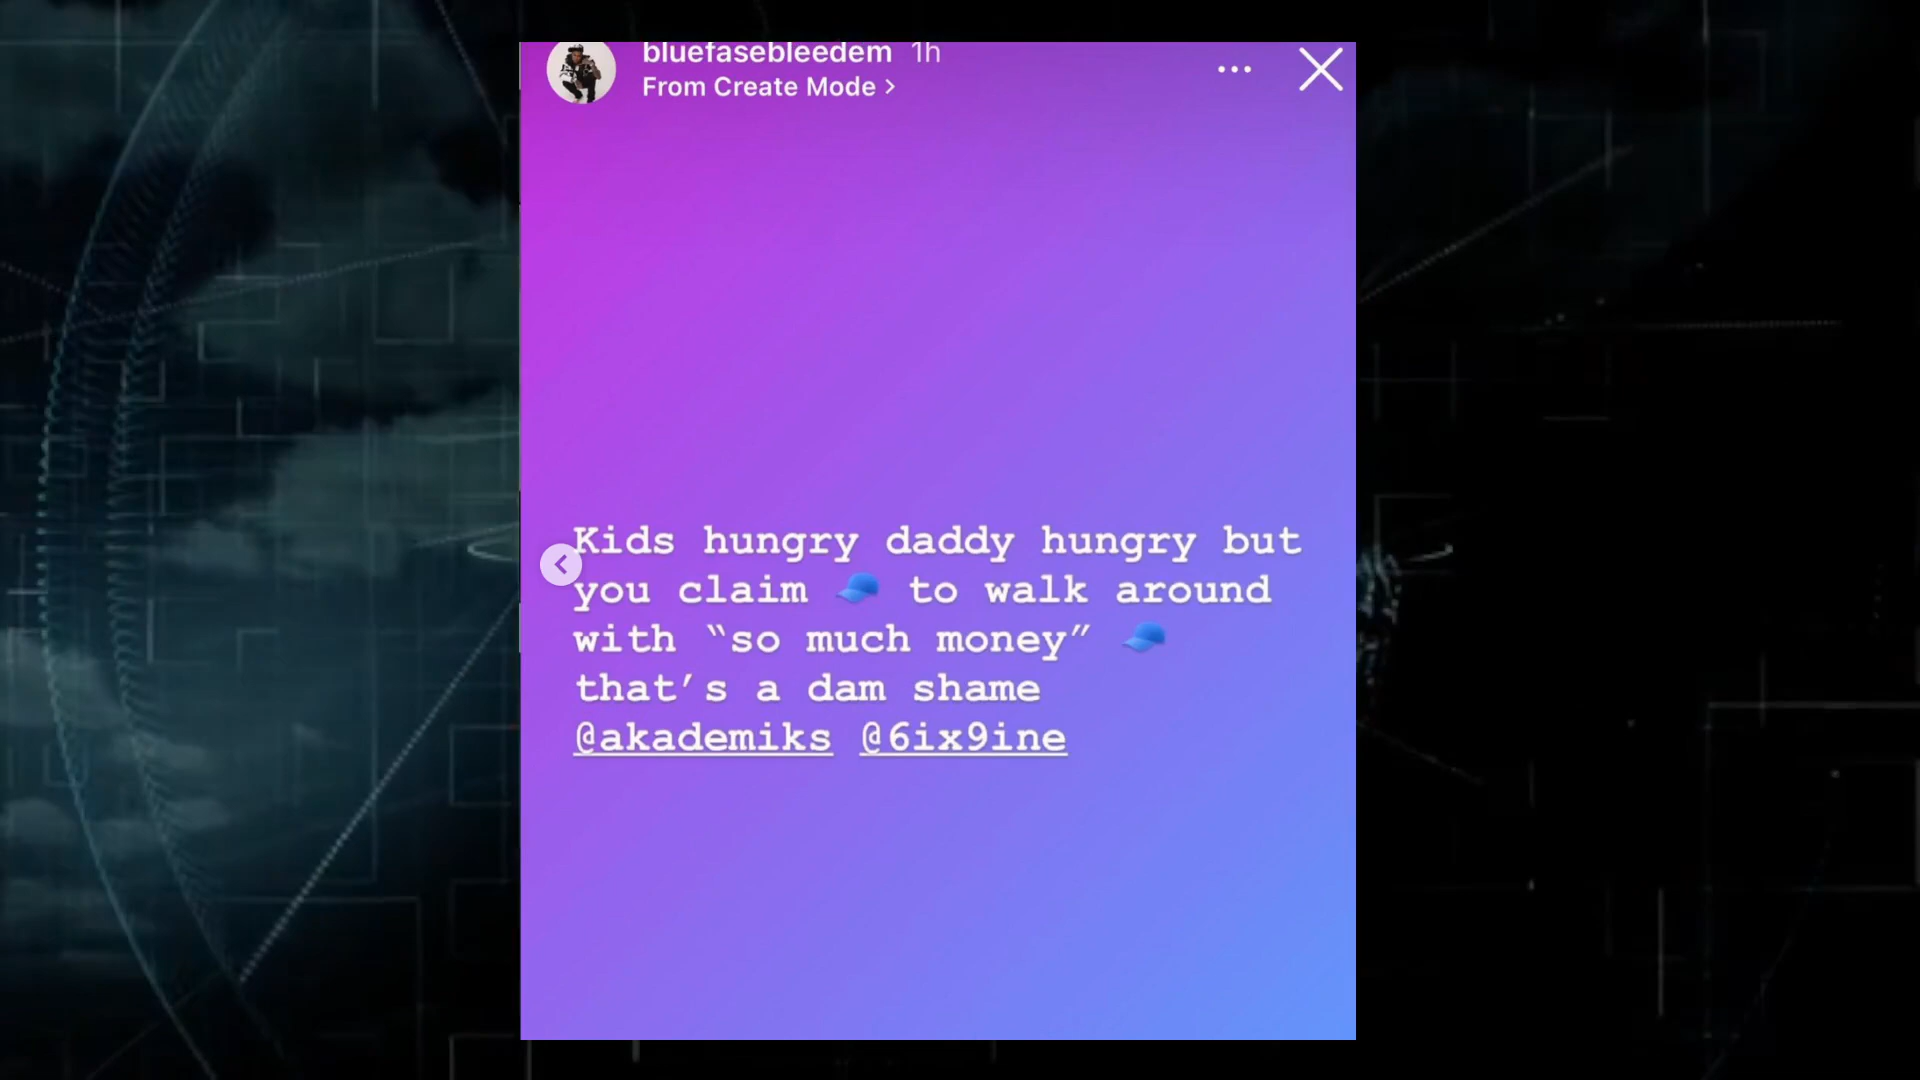 bluefasebleedem 1h
From Create Mode >
Kids hungry daddy hungry but
you claim 🧢 to walk around
with “so much money” 🧢
that’s a dam shame
@akademiks @6ix9ine